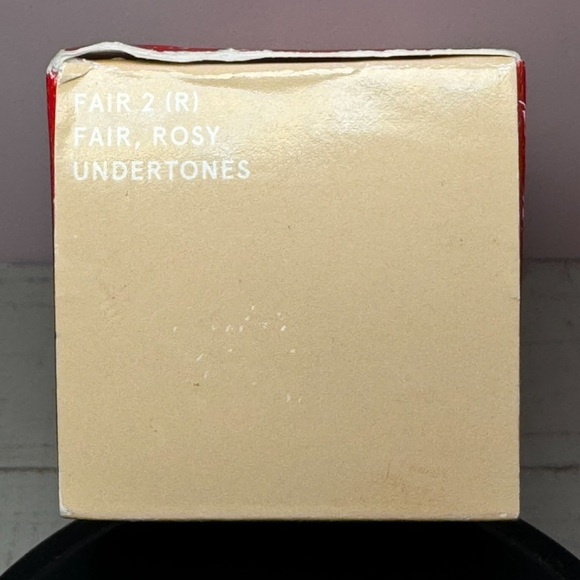 FAIR 2 (R)
FAIR, ROSY
UNDERTONES